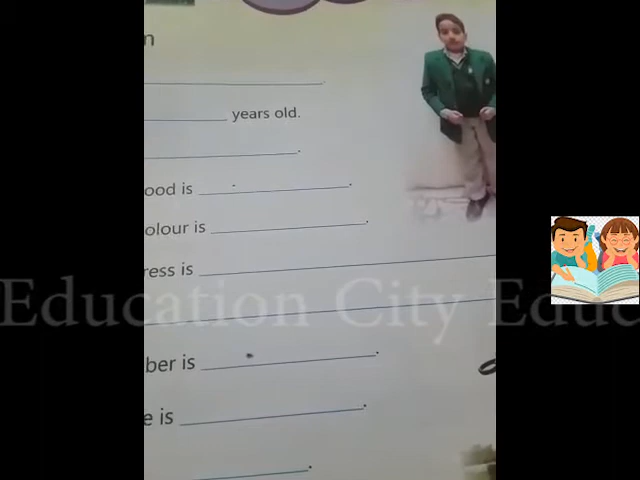 n
years old.
ood is
olour is
ress is
Education City Educ
ber is
e is